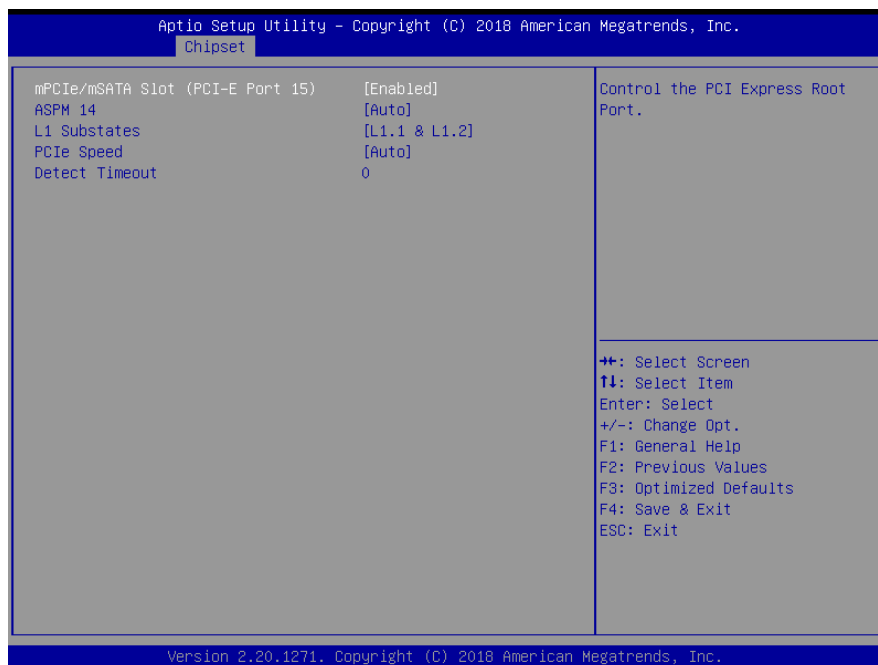 Aptio Setup Utility – Copyright (C) 2018 American Megatrends, Inc.
Chipset
mPCIe/mSATA Slot (PCI-E Port 15) [Enabled]
ASPM 14 [Auto]
L1 Substates [L1.1 & L1.2]
PCIe Speed [Auto]
Detect Timeout 0
Control the PCI Express Root
Port.
→←: Select Screen
↑↓: Select Item
Enter: Select
+/-: Change Opt.
F1: General Help
F2: Previous Values
F3: Optimized Defaults
F4: Save & Exit
ESC: Exit
Version 2.20.1271. Copyright (C) 2018 American Megatrends, Inc.